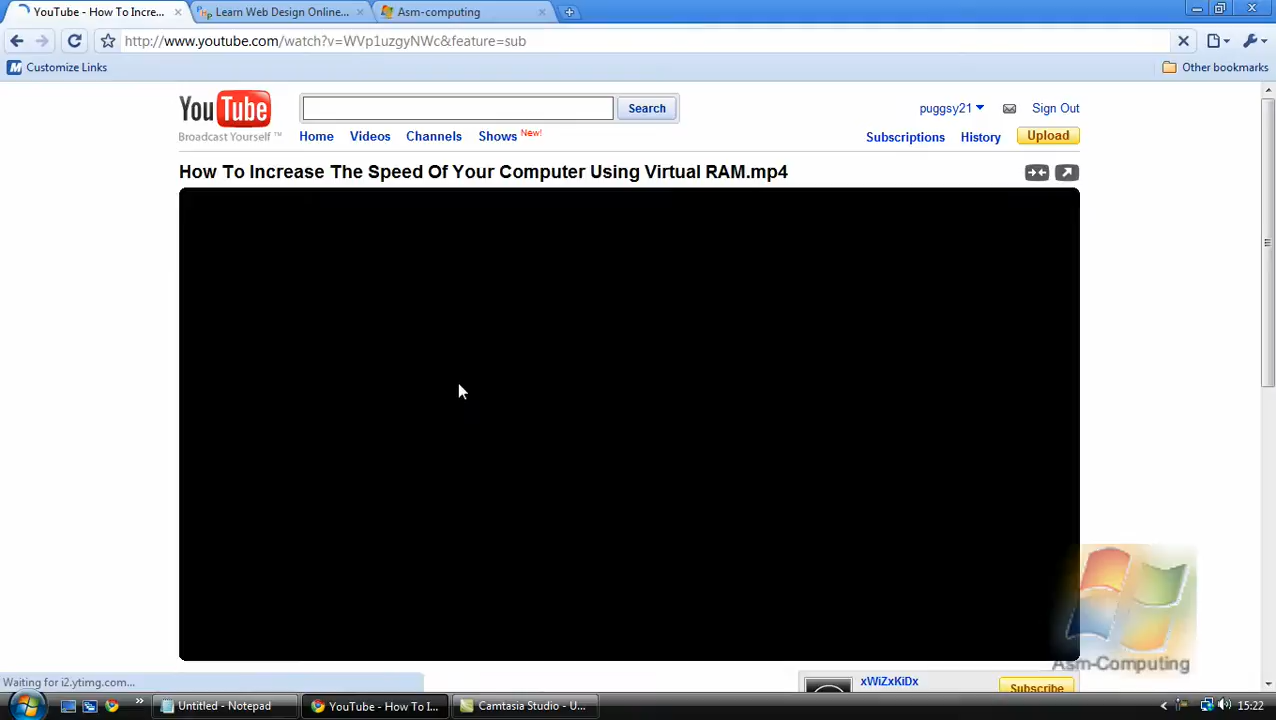 YouTube - How To Incre...
Learn Web Design Online...
Asm-computing
http://www.youtube.com/watch?v=WVp1uzgyNWc&feature=sub
Customize Links
Other bookmarks
YouTube
Broadcast Yourself ™
Search
puggsy21
Sign Out
Home
Videos
Channels
Shows New!
Subscriptions
History
Upload
How To Increase The Speed Of Your Computer Using Virtual RAM.mp4
Asm-Computing
Waiting for i2.ytimg.com...
xWiZxKiDx
Subscribe
Untitled - Notepad
YouTube - How To I...
Camtasia Studio - U...
15:22